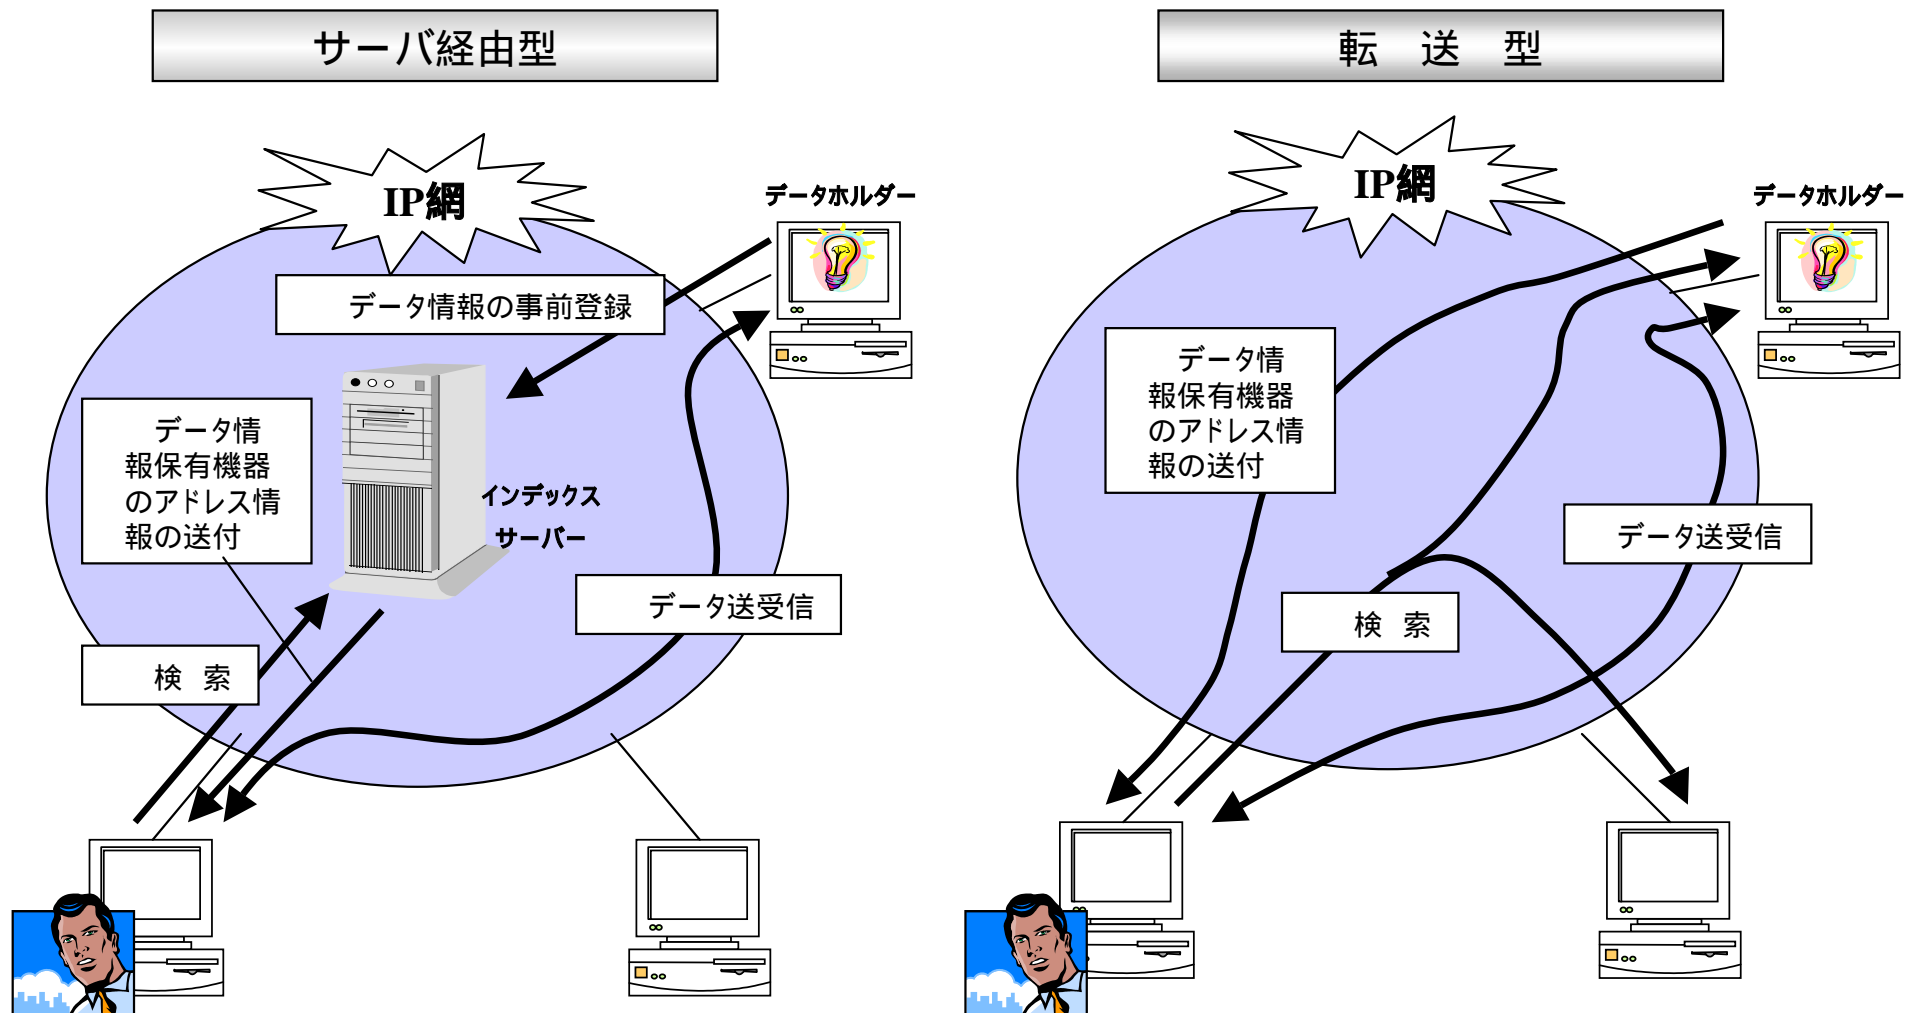 サーバ経由型
IP網
データホルダー
データ情報の事前登録
データ情
報保有機器
のアドレス情
報の送付
インデックス
サーバー
データ送受信
検 索
転 送 型
IP網
データホルダー
データ情
報保有機器
のアドレス情
報の送付
データ送受信
検 索